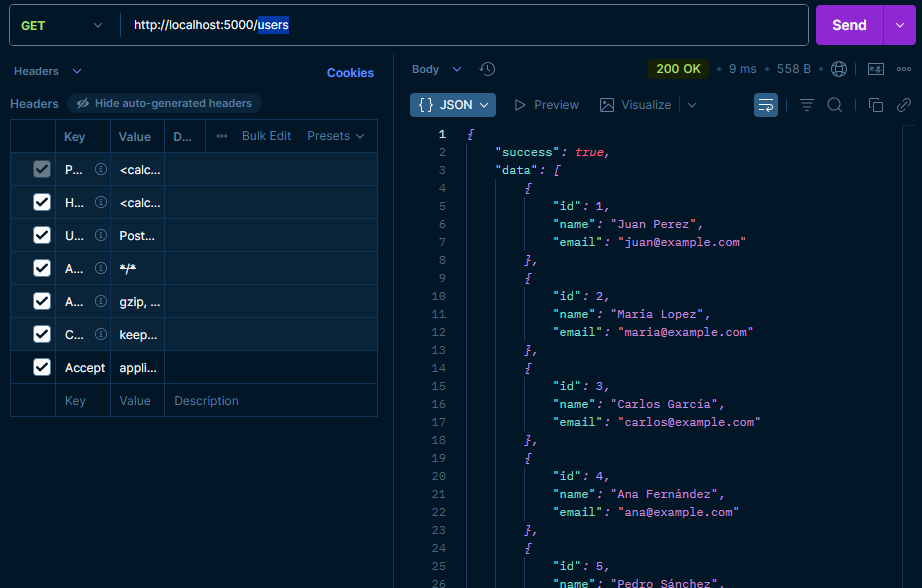 GET http://localhost:5000/users Send
Headers
Cookies
Headers Hide auto-generated headers
Key Value D... ••• Bulk Edit Presets
P... <calc...
H... <calc...
U... Post...
A... */*
A... gzip, ...
C... keep...
Accept appli...
Key Value Description
Body 200 OK • 9 ms • 558 B • e.g. •••
{} JSON Preview Visualize
1 {
2 "success": true,
3 "data": [
4 {
5 "id": 1,
6 "name": "Juan Perez",
7 "email": "juan@example.com"
8 },
9 {
10 "id": 2,
11 "name": "Maria Lopez",
12 "email": "maria@example.com"
13 },
14 {
15 "id": 3,
16 "name": "Carlos García",
17 "email": "carlos@example.com"
18 },
19 {
20 "id": 4,
21 "name": "Ana Fernández",
22 "email": "ana@example.com"
23 },
24 {
25 "id": 5,
26 "name": "Pedro Sánchez",